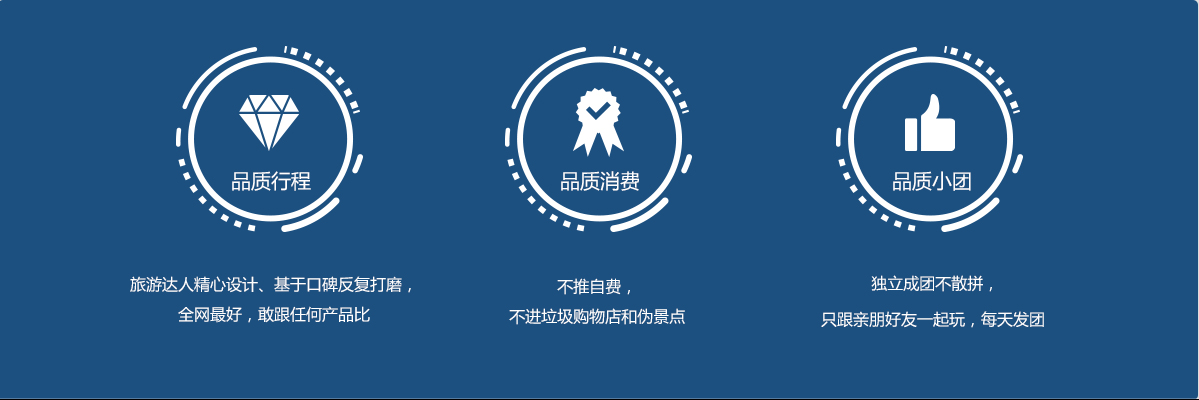 品质行程
品质消费
品质小团
旅游达人精心设计、基于口碑反复打磨，
全网最好，敢跟任何产品比
不推自费，
不进垃圾购物店和伪景点
独立成团不散拼，
只跟亲朋好友一起玩，每天发团